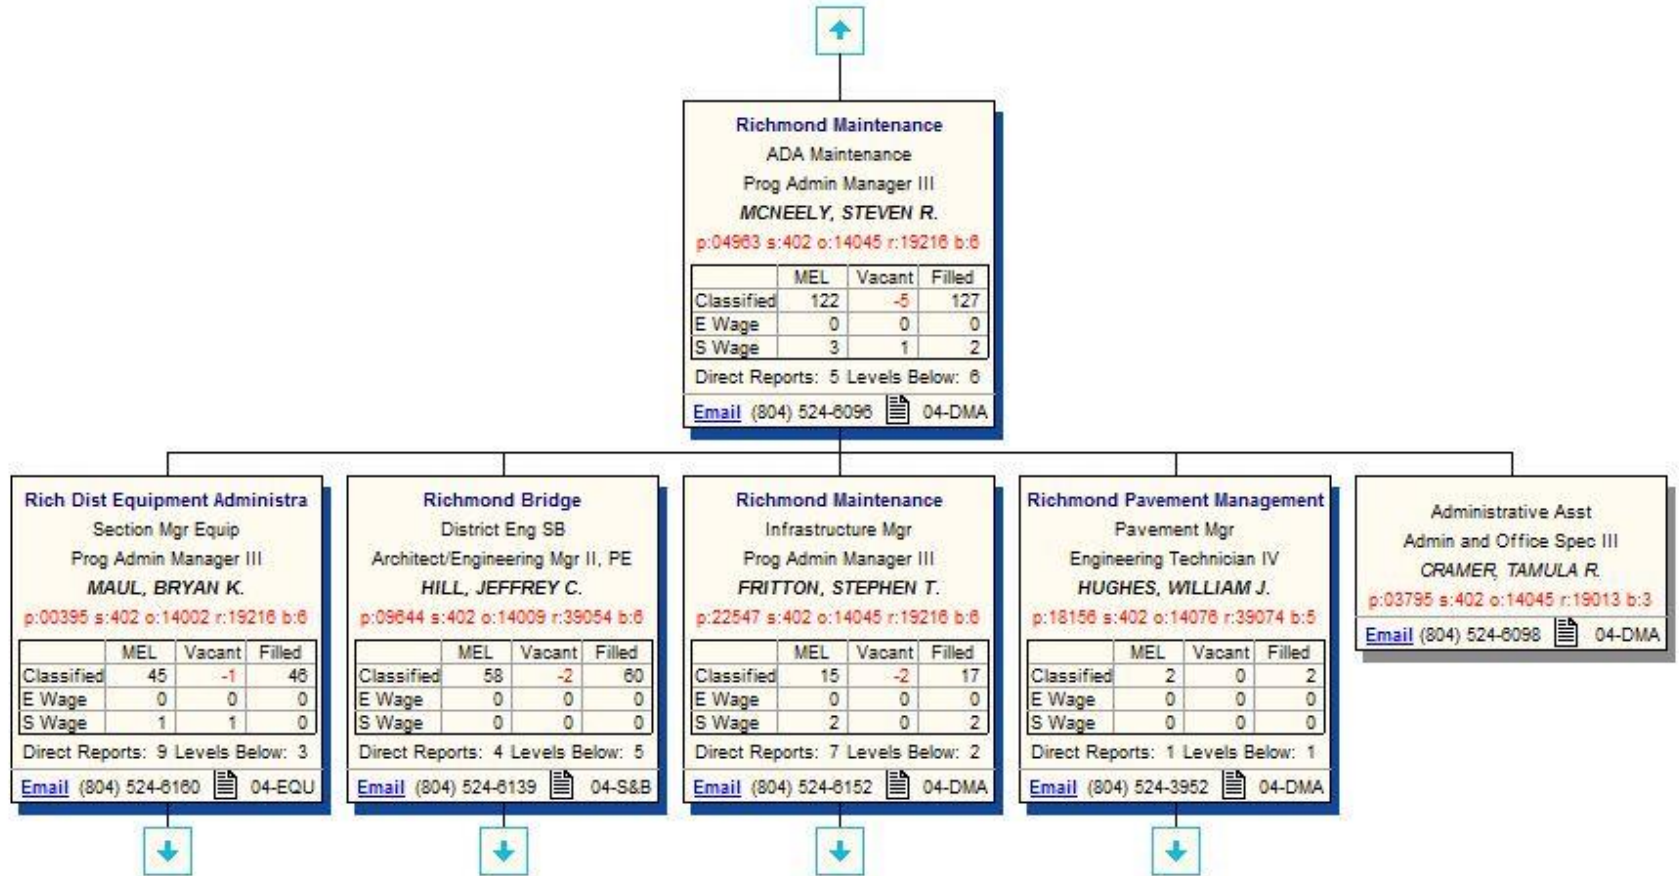 Richmond Maintenance
ADA Maintenance
Prog Admin Manager III
MCNEELY, STEVEN R.
p:04963 s:402 o:14045 r:19216 b:6
MEL Vacant Filled
Classified 122 -5 127
E Wage 0 0 0
S Wage 3 1 2
Direct Reports: 5 Levels Below: 6
Email (804) 524-6096 04-DMA
Rich Dist Equipment Administra
Section Mgr Equip
Prog Admin Manager III
MAUL, BRYAN K.
p:00395 s:402 o:14002 r:19216 b:6
MEL Vacant Filled
Classified 45 -1 46
E Wage 0 0 0
S Wage 1 1 0
Direct Reports: 9 Levels Below: 3
Email (804) 524-6160 04-EQU
Richmond Bridge
District Eng SB
Architect/Engineering Mgr II, PE
HILL, JEFFREY C.
p:09644 s:402 o:14009 r:39054 b:6
MEL Vacant Filled
Classified 58 -2 60
E Wage 0 0 0
S Wage 0 0 0
Direct Reports: 4 Levels Below: 5
Email (804) 524-6139 04-S&B
Richmond Maintenance
Infrastructure Mgr
Prog Admin Manager III
FRITTON, STEPHEN T.
p:22547 s:402 o:14045 r:19216 b:6
MEL Vacant Filled
Classified 15 -2 17
E Wage 0 0 0
S Wage 2 0 2
Direct Reports: 7 Levels Below: 2
Email (804) 524-6152 04-DMA
Richmond Pavement Management
Pavement Mgr
Engineering Technician IV
HUGHES, WILLIAM J.
p:18156 s:402 o:14076 r:39074 b:5
MEL Vacant Filled
Classified 2 0 2
E Wage 0 0 0
S Wage 0 0 0
Direct Reports: 1 Levels Below: 1
Email (804) 524-3952 04-DMA
Administrative Asst
Admin and Office Spec III
CRAMER, TAMULA R.
p:03795 s:402 o:14045 r:19013 b:3
Email (804) 524-6098 04-DMA